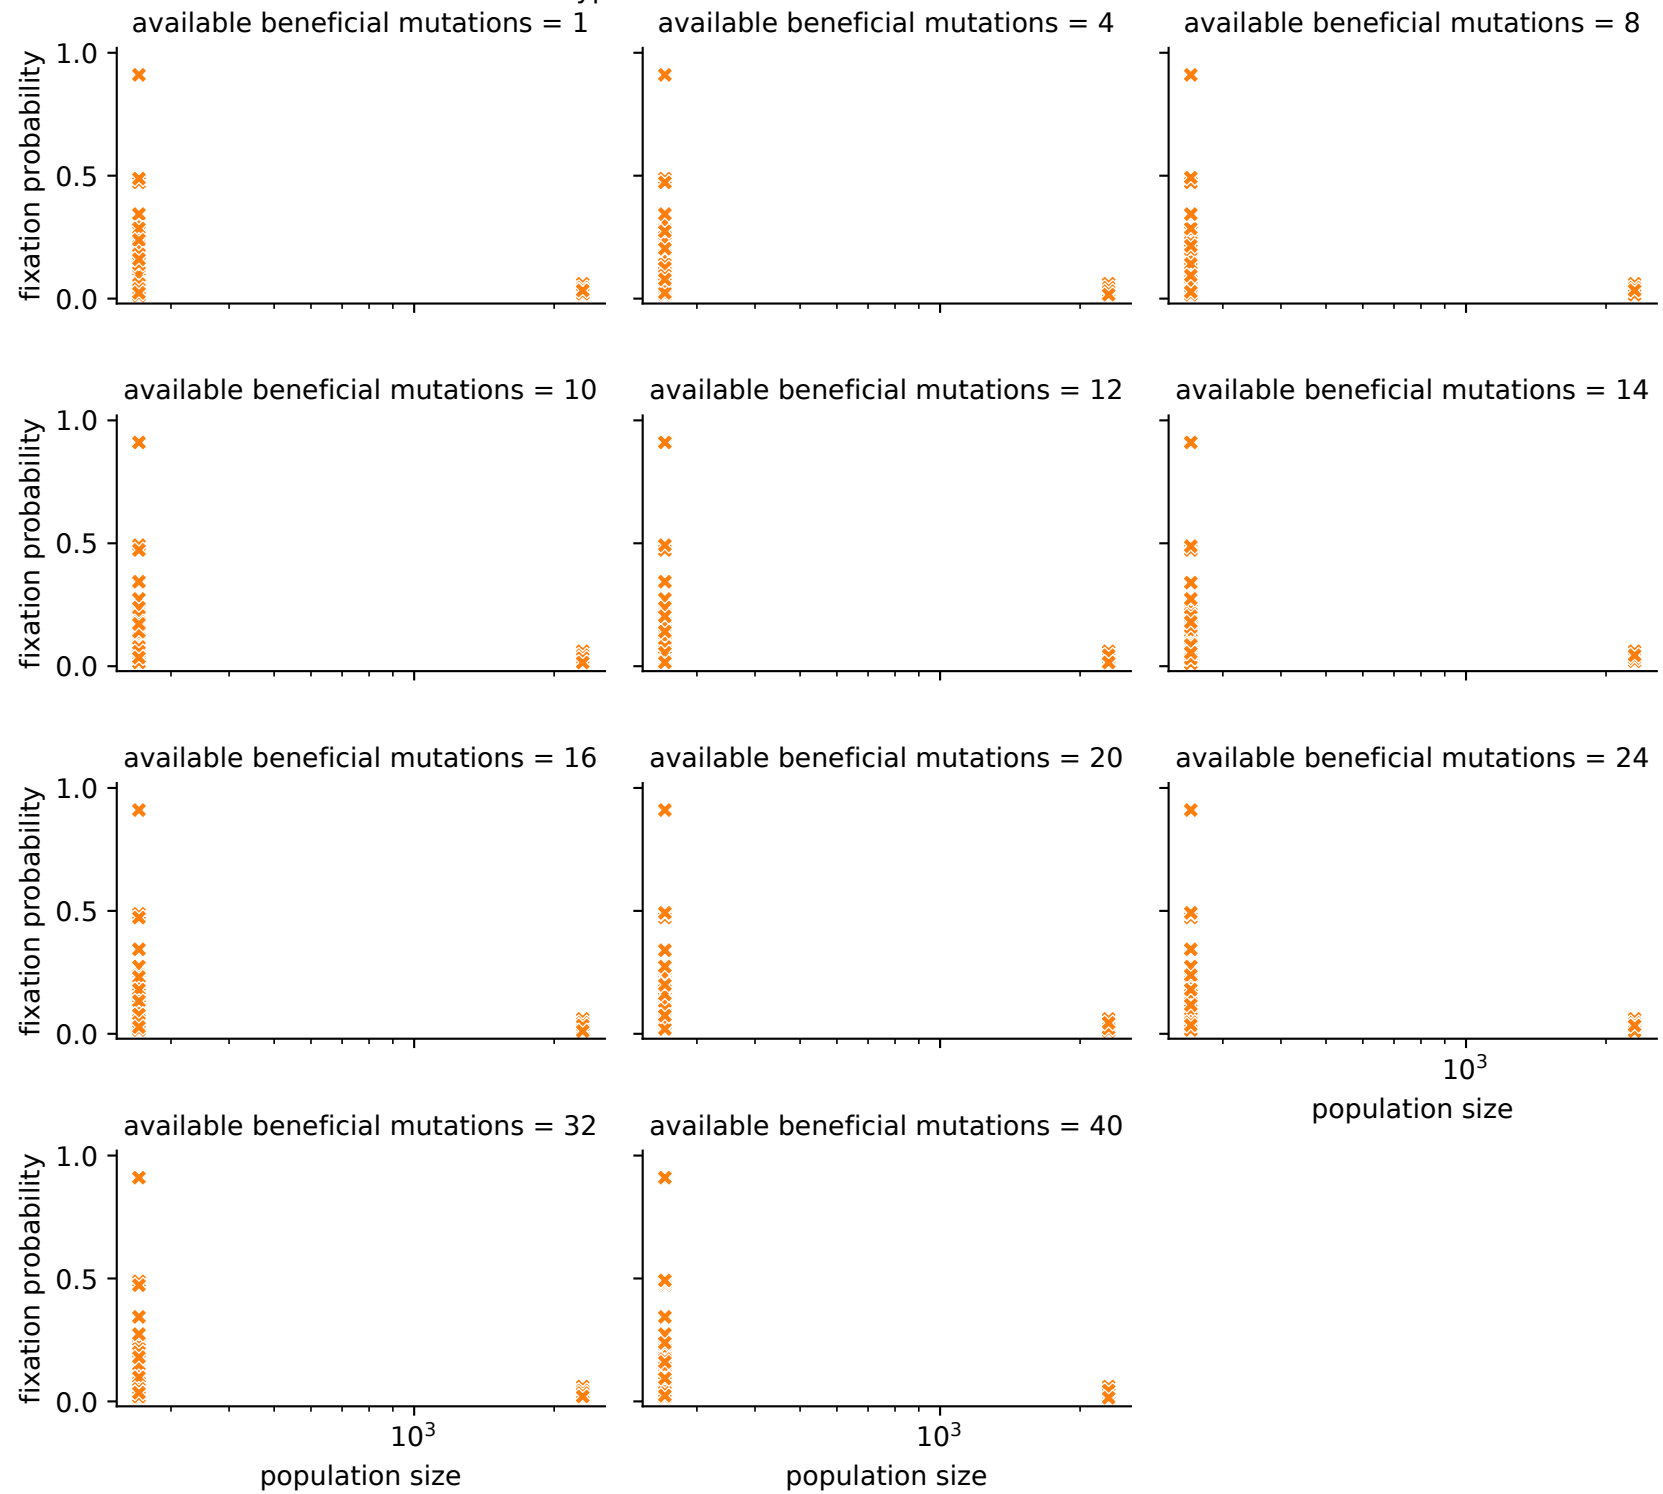 available beneficial mutations = 1
available beneficial mutations = 4
available beneficial mutations = 8
fixation probability
1.0
0.5
0.0
available beneficial mutations = 10
available beneficial mutations = 12
available beneficial mutations = 14
fixation probability
1.0
0.5
0.0
available beneficial mutations = 16
available beneficial mutations = 20
available beneficial mutations = 24
fixation probability
1.0
0.5
0.0
10³
population size
available beneficial mutations = 32
available beneficial mutations = 40
fixation probability
1.0
0.5
0.0
10³
10³
population size
population size